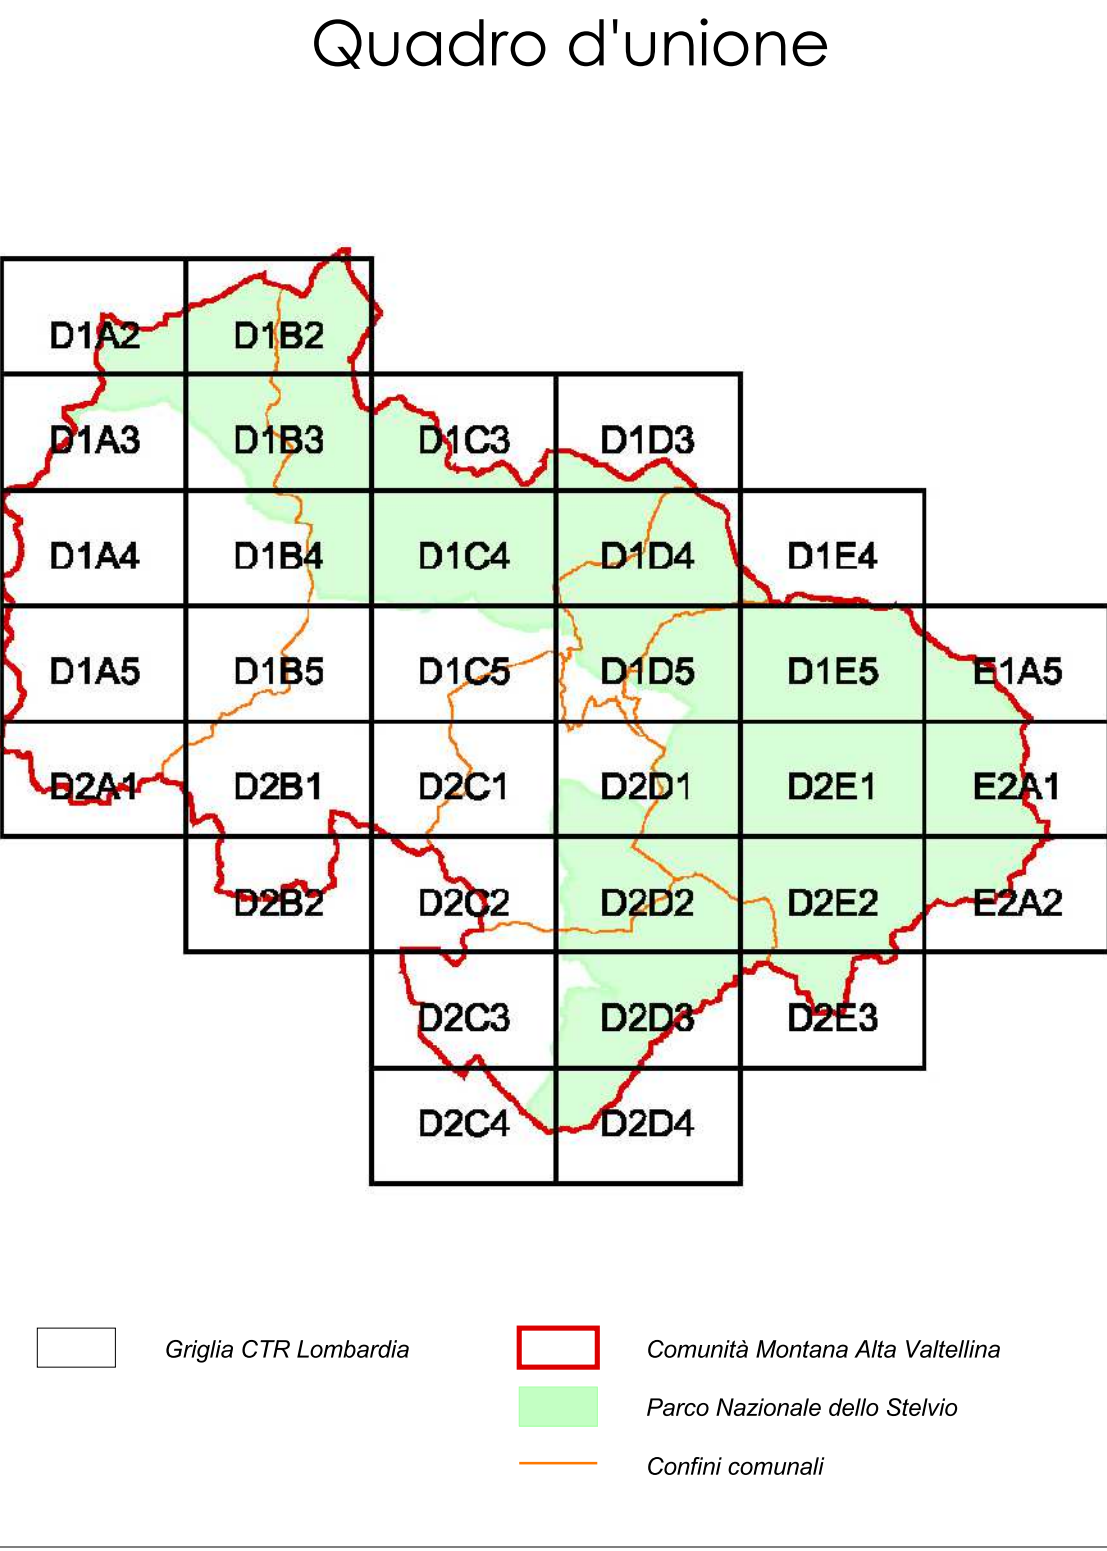 Quadro d'unione
D1A2 D1B2
D1A3 D1B3 D1C3 D1D3
D1A4 D1B4 D1C4 D1D4 D1E4
D1A5 D1B5 D1C5 D1D5 D1E5 E1A5
D2A1 D2B1 D2C1 D2D1 D2E1 E2A1
D2B2 D2C2 D2D2 D2E2 E2A2
D2C3 D2D3 D2E3
D2C4 D2D4
Griglia CTR Lombardia
Comunità Montana Alta Valtellina
Parco Nazionale dello Stelvio
Confini comunali